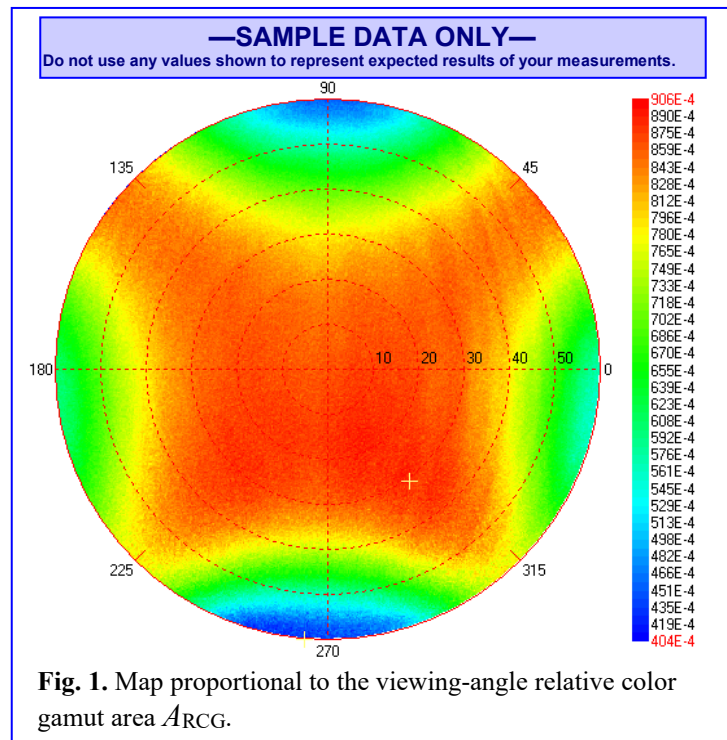 —SAMPLE DATA ONLY—
Do not use any values shown to represent expected results of your measurements.
90
135
45
180
10 20 30 40 50
0
225
315
270
906E-4
890E-4
875E-4
859E-4
843E-4
828E-4
812E-4
796E-4
780E-4
765E-4
749E-4
733E-4
718E-4
702E-4
686E-4
670E-4
655E-4
639E-4
623E-4
608E-4
592E-4
576E-4
561E-4
545E-4
529E-4
513E-4
498E-4
482E-4
466E-4
451E-4
435E-4
419E-4
404E-4
Fig. 1. Map proportional to the viewing-angle relative color
gamut area ARCG.